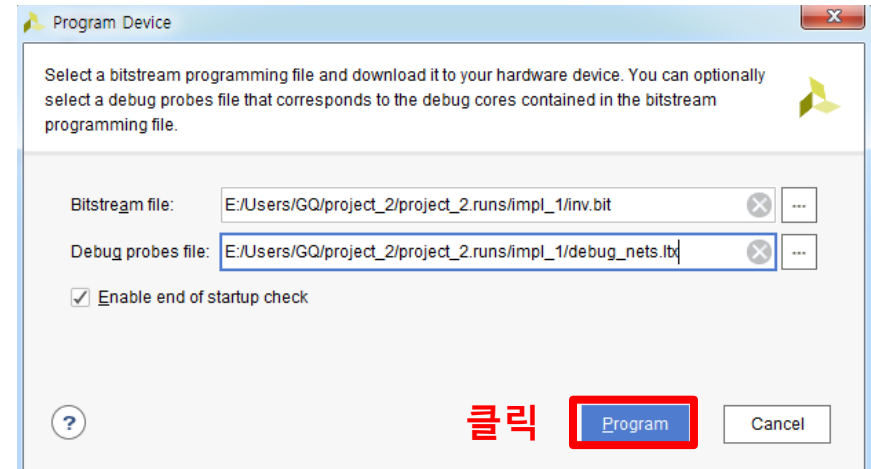 Program Device
x
Select a bitstream programming file and download it to your hardware device. You can optionally
select a debug probes file that corresponds to the debug cores contained in the bitstream
programming file.
Bitstream file: E:/Users/GQ/project_2/project_2.runs/impl_1/inv.bit ...
Debug probes file: E:/Users/GQ/project_2/project_2.runs/impl_1/debug_nets.ltx ...
Enable end of startup check
? 클릭 Program Cancel